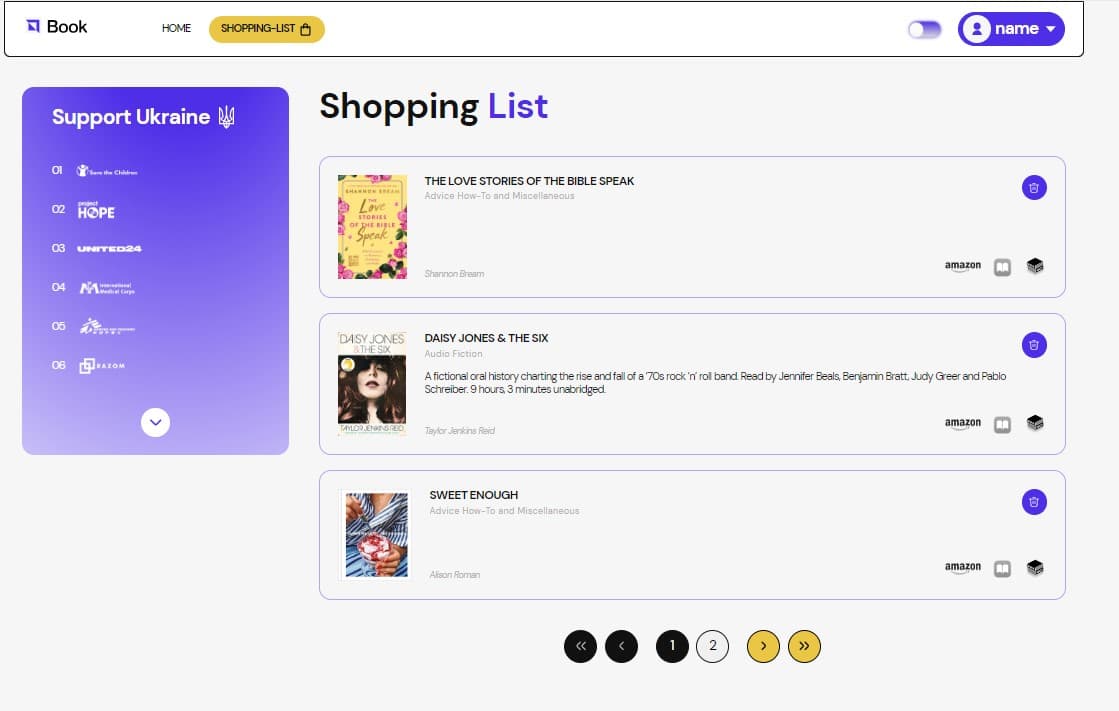 Book
HOME
SHOPPING-LIST
name
Support Ukraine
01 Save the Children
02 project HOPE
03 UNITED24
04 International Medical Corps
05
06 RAZOM
Shopping List
SHANNON BREAM
THE
Love
STORIES
OF THE BIBLE
Speak
THE LOVE STORIES OF THE BIBLE SPEAK
Advice How-To and Miscellaneous
Shannon Bream
amazon
DAISY JONES
& THE SIX
TAYLOR JENKINS REID
DAISY JONES & THE SIX
Audio Fiction
A fictional oral history charting the rise and fall of a '70s rock 'n' roll band. Read by Jennifer Beals, Benjamin Bratt, Judy Greer and Pablo
Schreiber. 9 hours, 3 minutes unabridged.
Taylor Jenkins Reid
amazon
SWEET ENOUGH
Advice How-To and Miscellaneous
Alison Roman
amazon
1 2